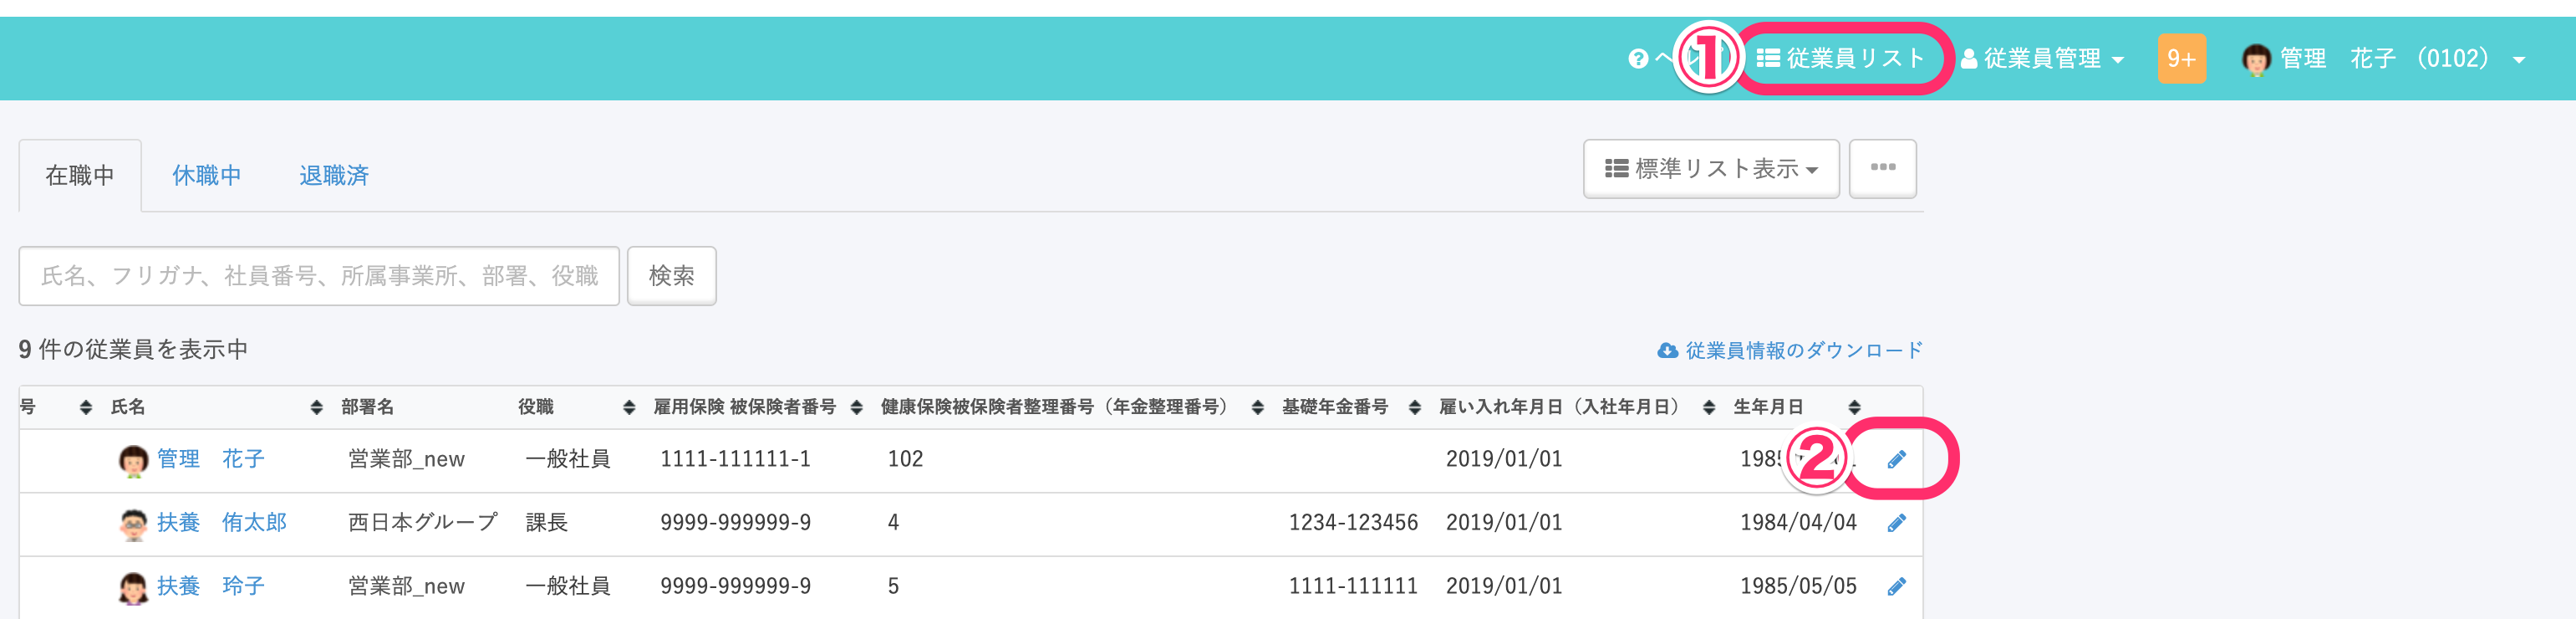 ① 従業員リスト 従業員管理 9+ 管理 花子 (0102)
在職中 休職中 退職済 標準リスト表示
氏名、フリガナ、社員番号、所属事業所、部署、役職 検索
9 件の従業員を表示中 従業員情報のダウンロード
号 氏名 部署名 役職 雇用保険 被保険者番号 健康保険被保険者整理番号（年金整理番号） 基礎年金番号 雇い入れ年月日（入社年月日） 生年月日
管理 花子 営業部_new 一般社員 1111-111111-1 102 2019/01/01 ②
扶養 侑太郎 西日本グループ 課長 9999-999999-9 4 1234-123456 2019/01/01 1984/04/04
扶養 玲子 営業部_new 一般社員 9999-999999-9 5 1111-111111 2019/01/01 1985/05/05